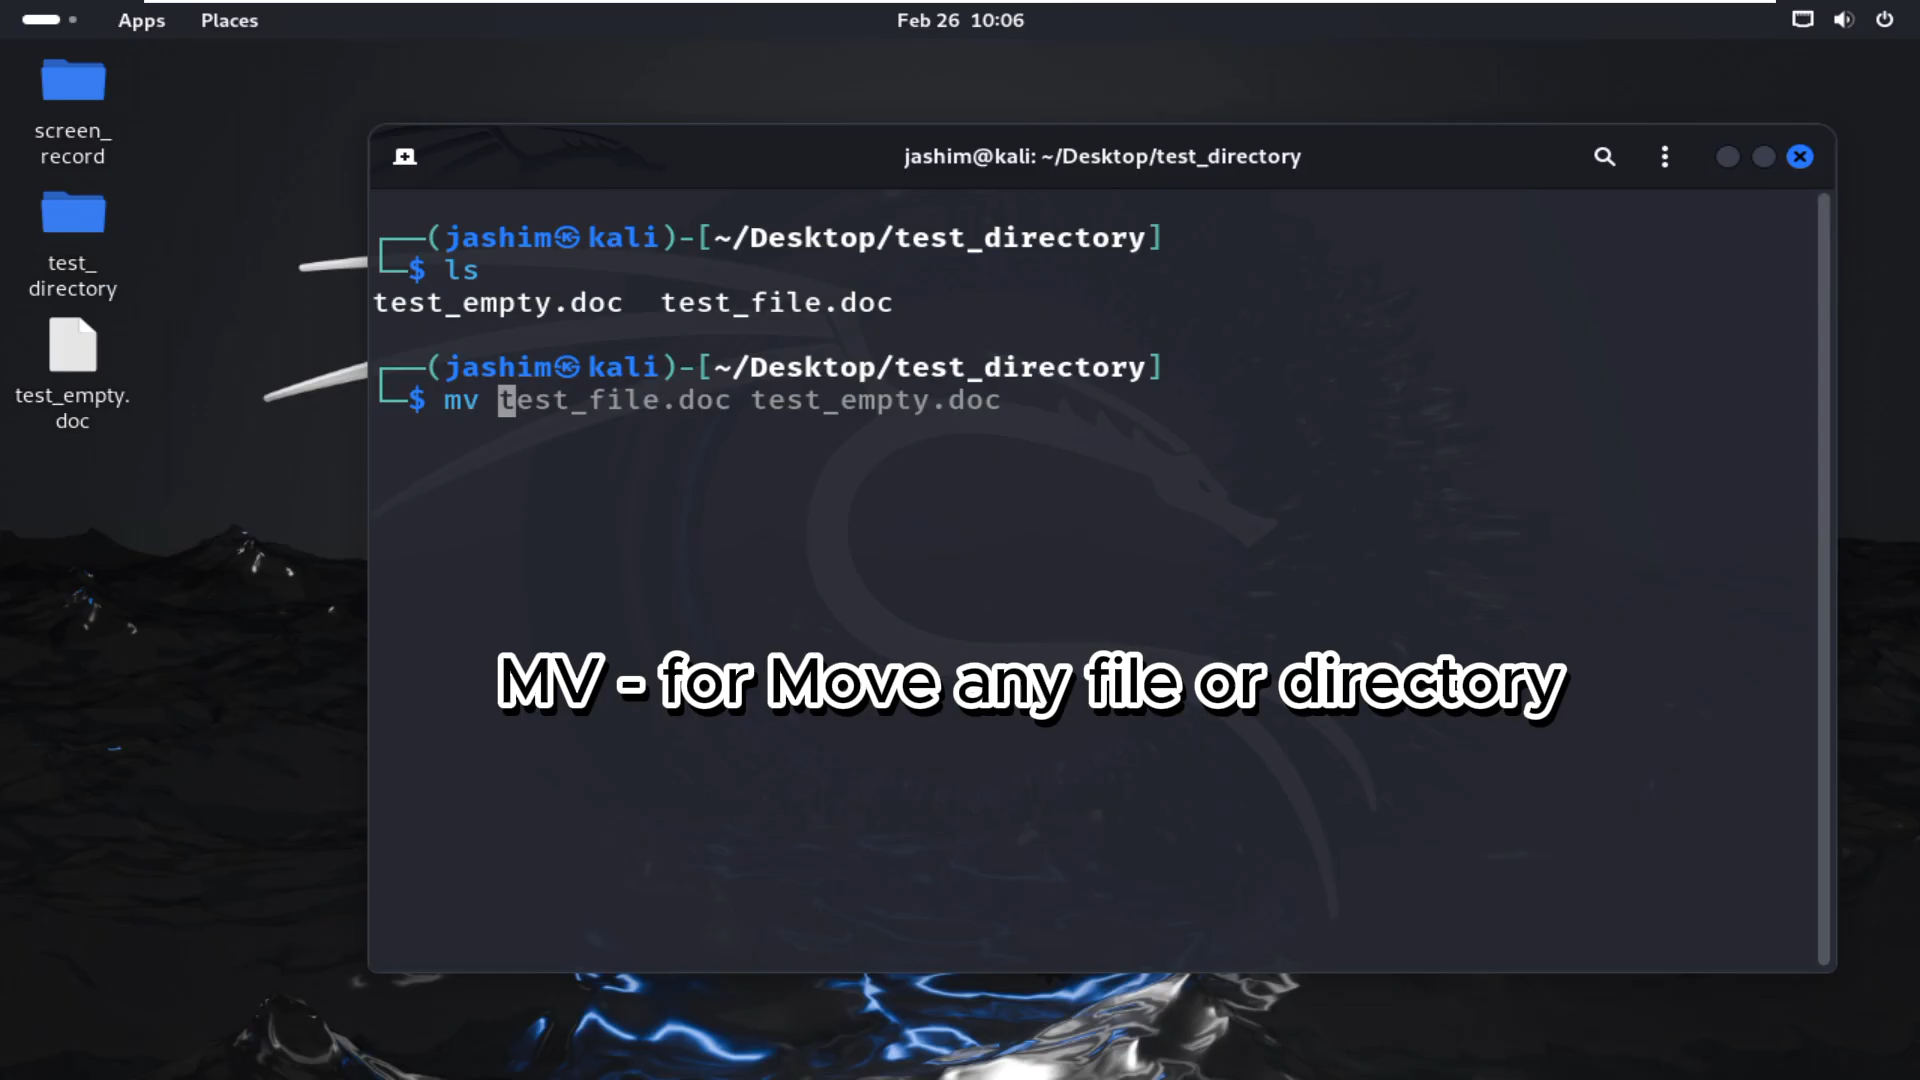 Apps Places Feb 26 10:06
screen_
record
test_
directory
test_empty.
doc
jashim@kali: ~/Desktop/test_directory
┌──(jashim㉿kali)-[~/Desktop/test_directory]
└─$ ls
test_empty.doc test_file.doc
┌──(jashim㉿kali)-[~/Desktop/test_directory]
└─$ mv test_file.doc test_empty.doc
MV - for Move any file or directory